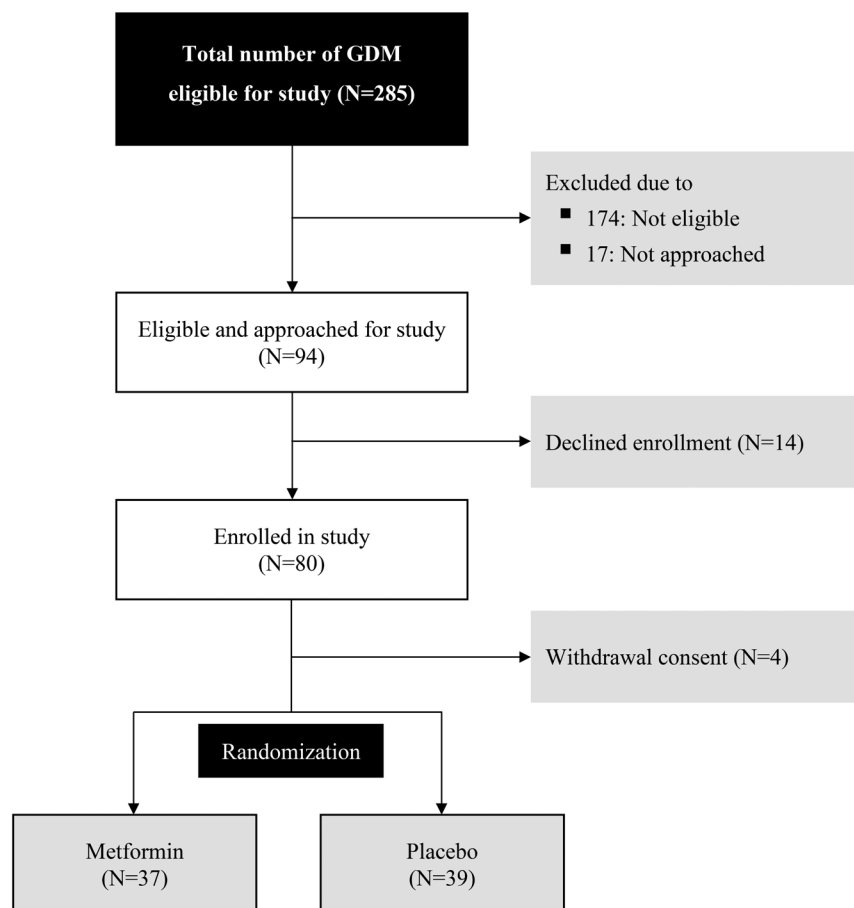 Total number of GDM
eligible for study (N=285)
Excluded due to
■ 174: Not eligible
■ 17: Not approached
Eligible and approached for study
(N=94)
Declined enrollment (N=14)
Enrolled in study
(N=80)
Withdrawal consent (N=4)
Randomization
Metformin
(N=37)
Placebo
(N=39)